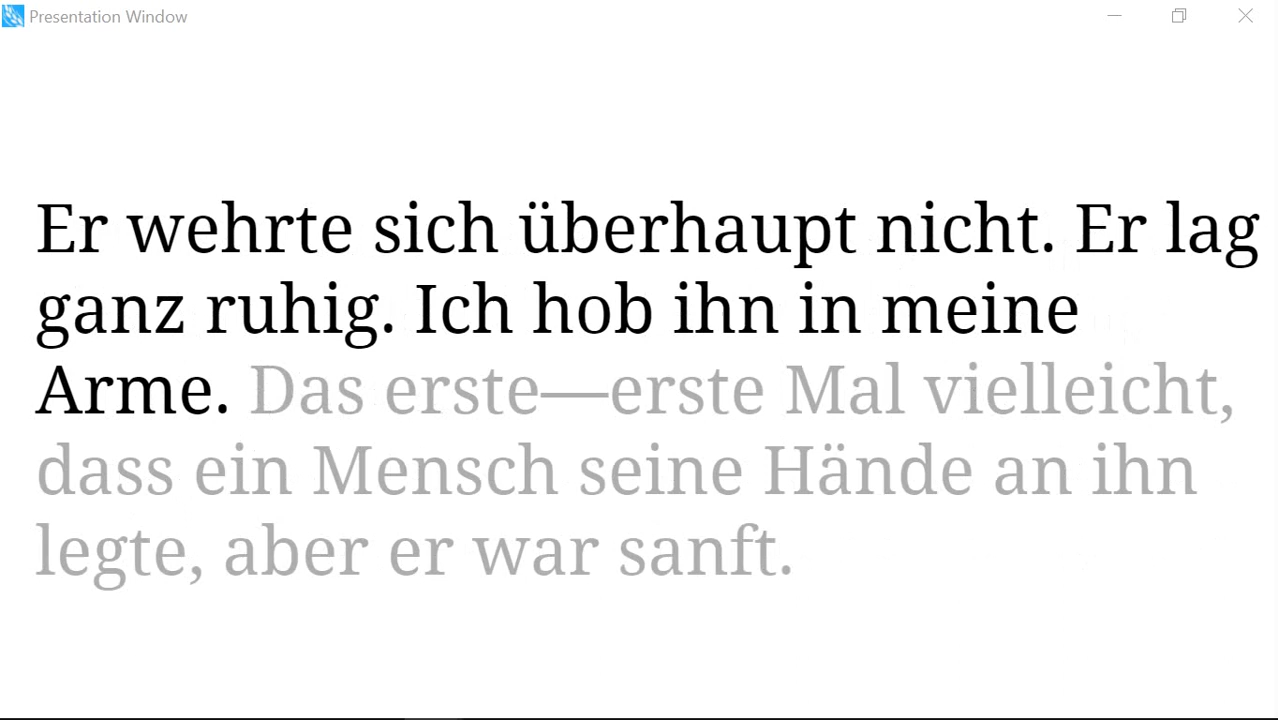 Presentation Window
Er wehrte sich überhaupt nicht. Er lag
ganz ruhig. Ich hob ihn in meine
Arme. Das erste—erste Mal vielleicht,
dass ein Mensch seine Hände an ihn
legte, aber er war sanft.